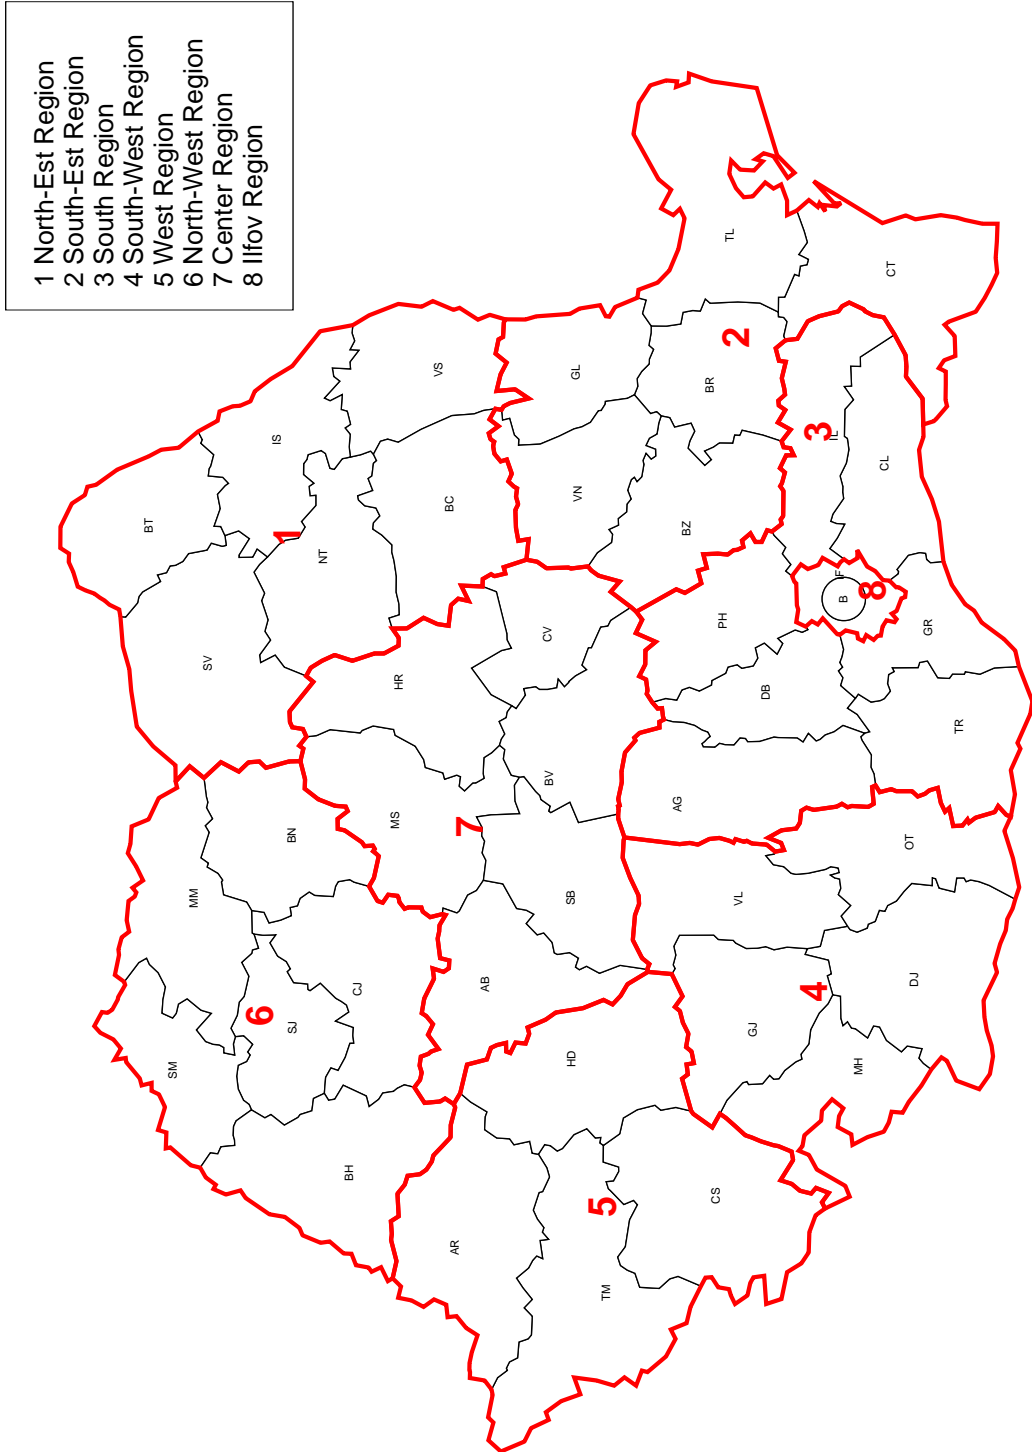 1 North-Est Region
2 South-Est Region
3 South Region
4 South-West Region
5 West Region
6 North-West Region
7 Center Region
8 Ilfov Region
BT
SV
IS
1
NT
VS
BC
SM
MM
BN
6
SJ
CJ
BH
MS
HR
7
CV
BV
SB
AB
AR
HD
5
TM
CS
GL
VN
2
BR
BZ
TL
CT
3
IL
CL
PH
DB
AG
8
B
F
GR
TR
VL
OT
4
GJ
MH
DJ